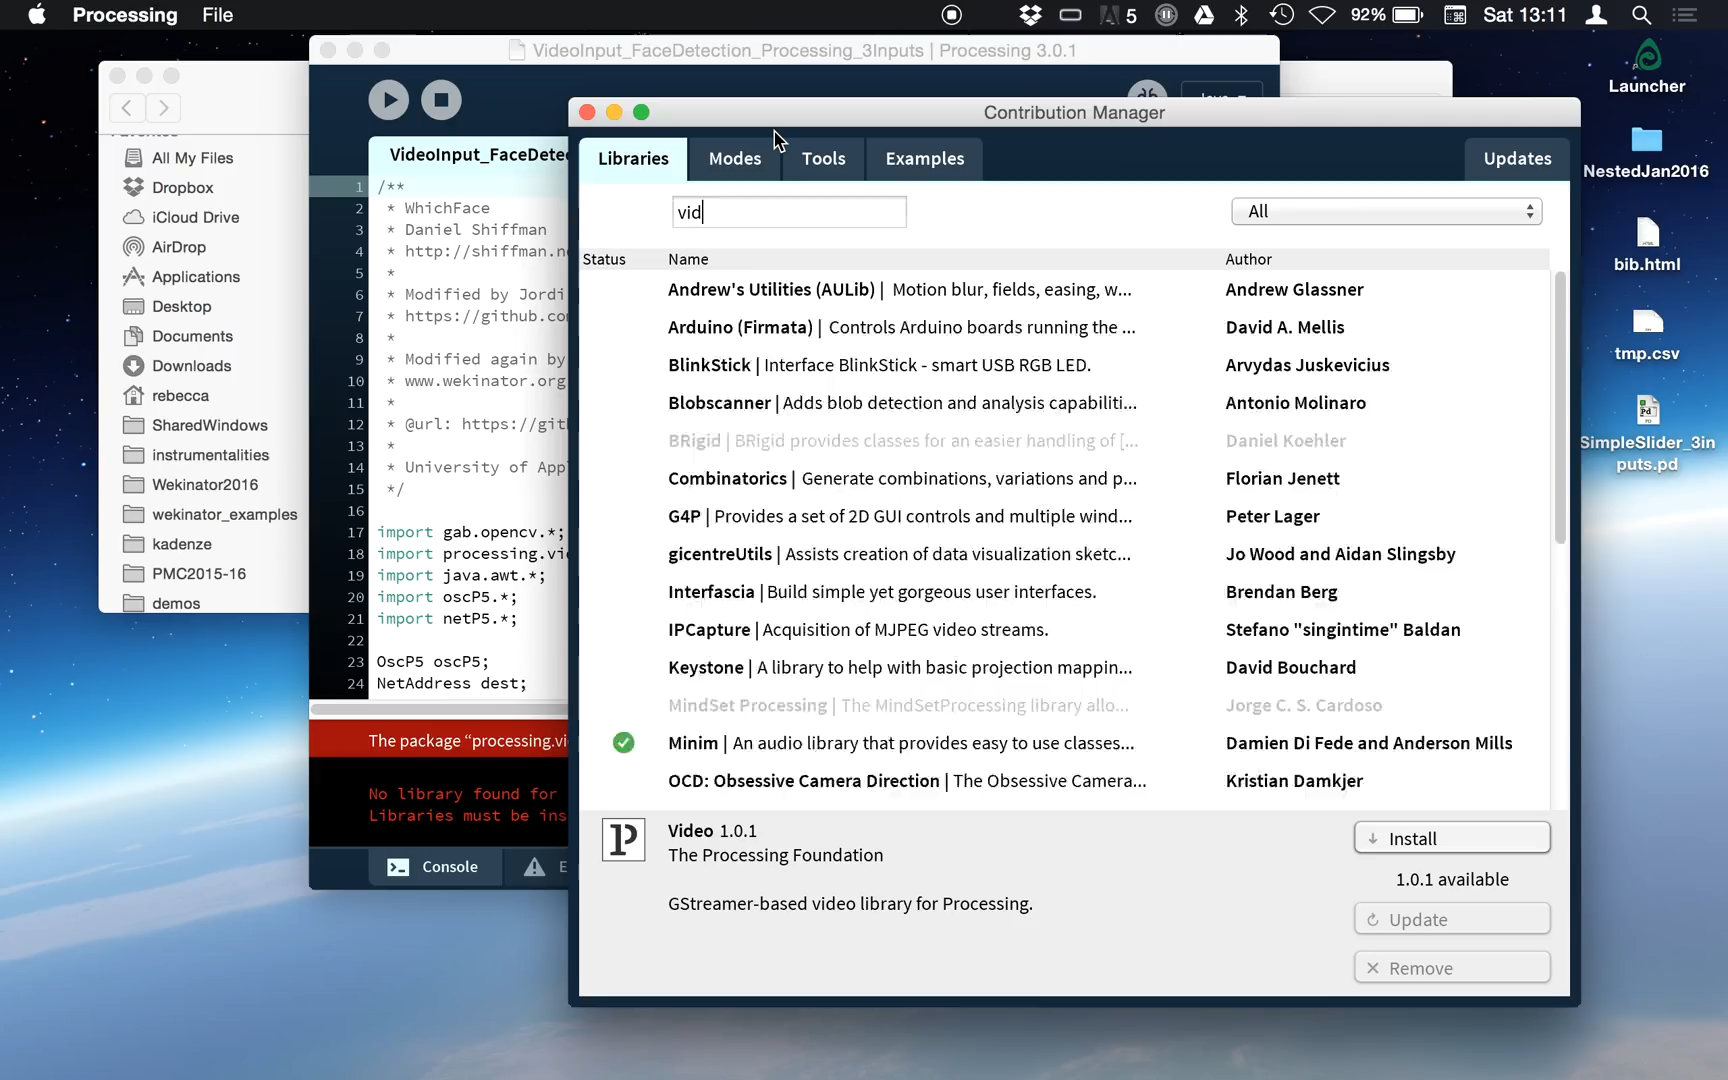 Processing File
5
92%
Sat 13:11
VideoInput_FaceDetection_Processing_3Inputs | Processing 3.0.1
Launcher
NestedJan2016
bib.html
tmp.csv
SimpleSlider_3in
puts.pd
All My Files
Dropbox
iCloud Drive
AirDrop
Applications
Desktop
Documents
Downloads
rebecca
SharedWindows
instrumentalities
Wekinator2016
wekinator_examples
kadenze
PMC2015-16
demos
VideoInput_FaceDetec
1 /**
2 * WhichFace
3 * Daniel Shiffman
4 * http://shiffman.n
5 *
6 * Modified by Jordi
7 * https://github.co
8 *
9 * Modified again by
10 * www.wekinator.org
11 *
12 * @url: https://git
13 *
14 * University of App
15 */
16
17 import gab.opencv.*;
18 import processing.vi
19 import java.awt.*;
20 import oscP5.*;
21 import netP5.*;
22
23 OscP5 oscP5;
24 NetAddress dest;
The package “processing.vi
No library found for
Libraries must be ins
Console
E
Contribution Manager
Libraries Modes Tools Examples Updates
vid
All
Status Name Author
Andrew's Utilities (AULib) | Motion blur, fields, easing, w... Andrew Glassner
Arduino (Firmata) | Controls Arduino boards running the ... David A. Mellis
BlinkStick | Interface BlinkStick - smart USB RGB LED. Arvydas Juskevicius
Blobscanner | Adds blob detection and analysis capabiliti... Antonio Molinaro
BRigid | BRigid provides classes for an easier handling of [... Daniel Koehler
Combinatorics | Generate combinations, variations and p... Florian Jenett
G4P | Provides a set of 2D GUI controls and multiple wind... Peter Lager
gicentreUtils | Assists creation of data visualization sketc... Jo Wood and Aidan Slingsby
Interfascia | Build simple yet gorgeous user interfaces. Brendan Berg
IPCapture | Acquisition of MJPEG video streams. Stefano "singintime" Baldan
Keystone | A library to help with basic projection mappin... David Bouchard
MindSet Processing | The MindSetProcessing library allo... Jorge C. S. Cardoso
Minim | An audio library that provides easy to use classes... Damien Di Fede and Anderson Mills
OCD: Obsessive Camera Direction | The Obsessive Camera... Kristian Damkjer
Video 1.0.1
The Processing Foundation
GStreamer-based video library for Processing.
Install
1.0.1 available
Update
Remove